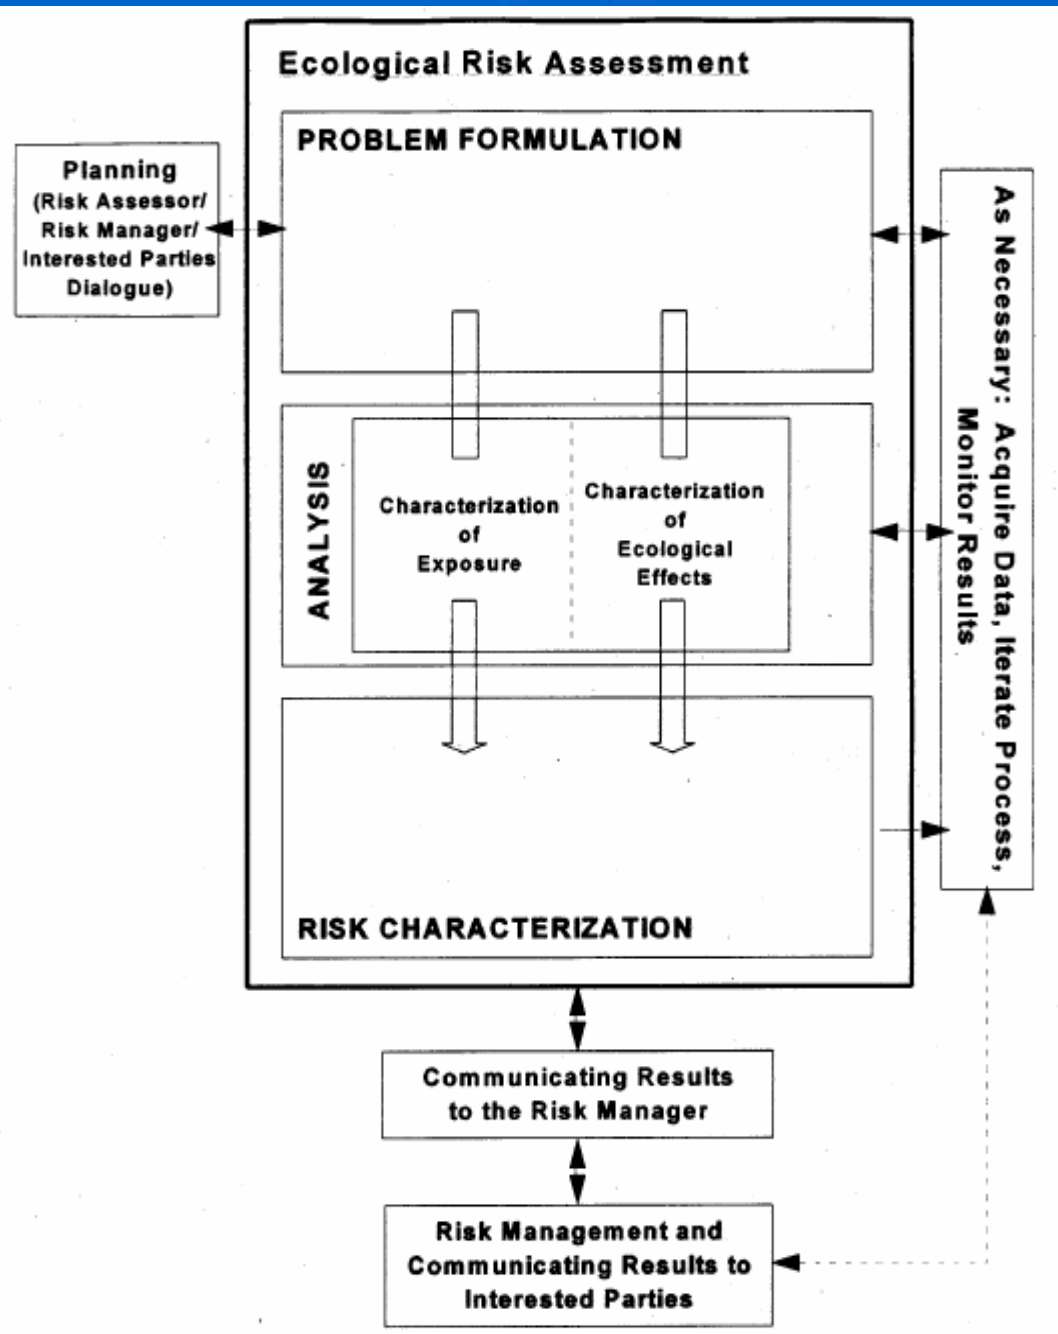 Ecological Risk Assessment
PROBLEM FORMULATION
Planning
(Risk Assessor/
Risk Manager/
Interested Parties
Dialogue)
As Necessary: Acquire Data, Iterate Process,
Monitor Results
ANALYSIS
Characterization
of
Exposure
Characterization
of
Ecological
Effects
RISK CHARACTERIZATION
Communicating Results
to the Risk Manager
Risk Management and
Communicating Results to
Interested Parties